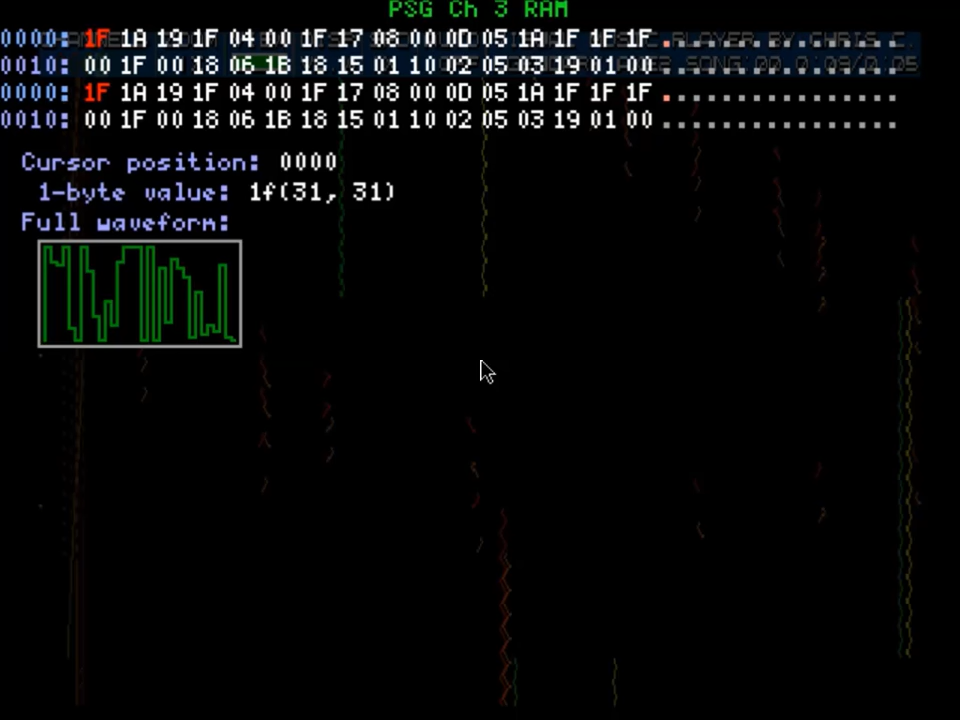 PSG Ch 3 RAM
0000: 1F 1A 19 1F 04 00 1F 17 08 00 0D 05 1A 1F 1F 1F ................
0010: 00 1F 00 18 06 1B 18 15 01 10 02 05 03 19 01 00 ................
0000: 1F 1A 19 1F 04 00 1F 17 08 00 0D 05 1A 1F 1F 1F ................
0010: 00 1F 00 18 06 1B 18 15 01 10 02 05 03 19 01 00 ................
Cursor position: 0000
1-byte value: 1f(31, 31)
Full waveform: